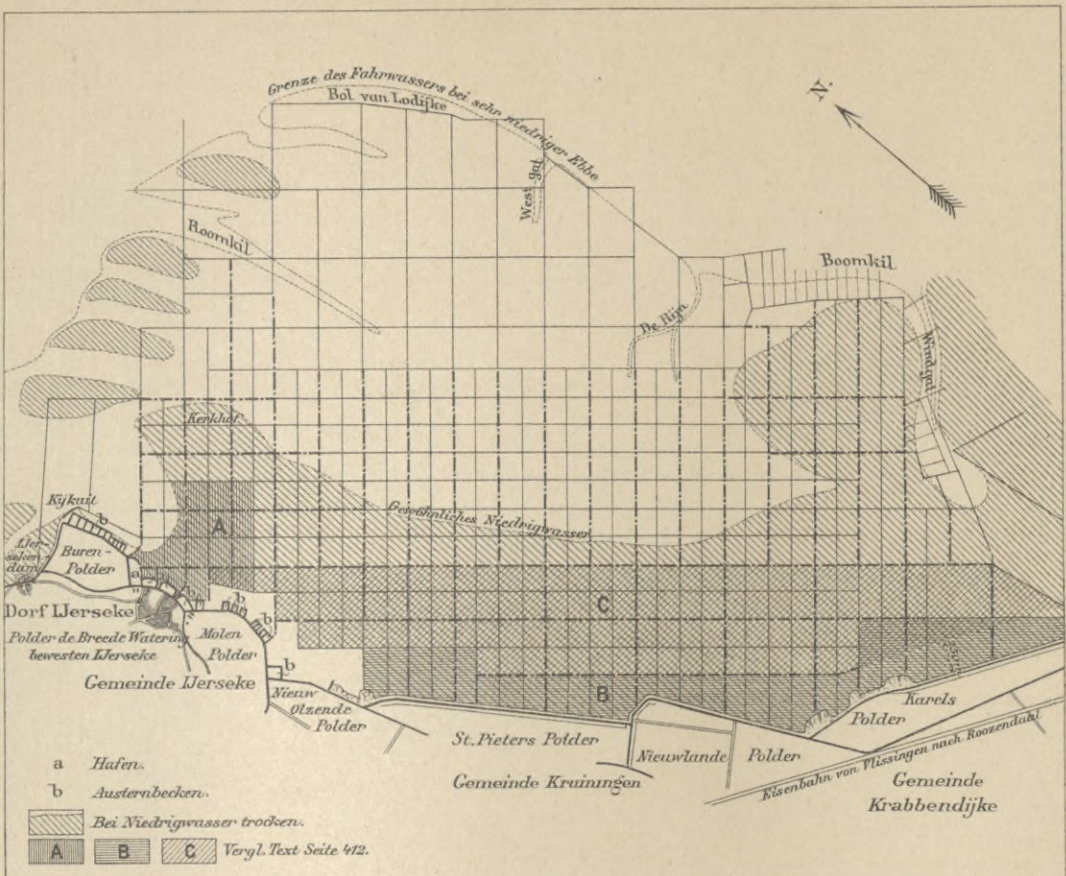 Grenze des Fahrwassers bei sehr niedriger Ebbe
Bol van Lodijke
N.
West gat
Roomkil
Boomkil
De Rijn
Windgat
Kerkhof
Gewöhnliches Niedrigwasser
Kijkuit
b
A
IJer-
seken-
dam
Buren-
Polder
a
C
Dorf IJerseke
b
b
Polder de Breede Watering
bewesten IJerseke
Molen
Polder
Gemeinde IJerseke
b
Nieuw
Olzende
Polder
B
Karels
Polder
St. Pieters Polder
Nieuwlande Polder
Eisenbahn von Vlissingen nach Roozendaal
Gemeinde Kruiningen
Gemeinde
Krabbendijke
a Hafen.
b Austernbecken.
Bei Niedrigwasser trocken.
A B C Vergl. Text Seite 412.